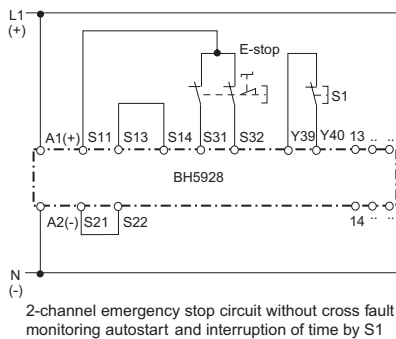 L1
(+)
E-stop
S1
A1(+) S11 S13 S14 S31 S32 Y39 Y40 13 .. ..
BH5928
A2(-) S21 S22 14 .. ..
N
(-)
2-channel emergency stop circuit without cross fault
monitoring autostart and interruption of time by S1